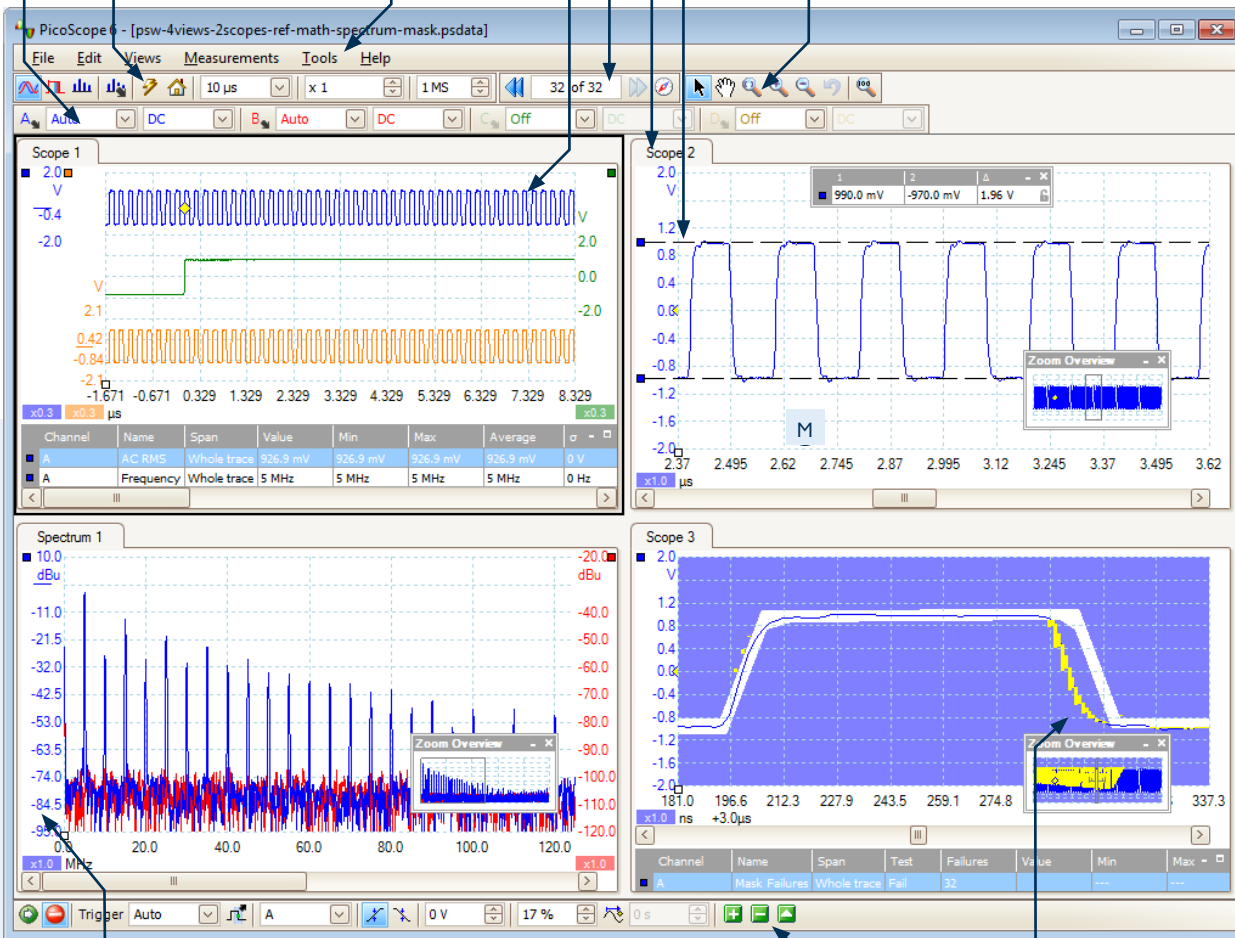 PicoScope 6 - [psw-4views-2scopes-ref-math-spectrum-mask.psdata]
File Edit Views Measurements Tools Help
10 µs x 1 1 MS 32 of 32
A Auto DC B Auto DC C Off DC D Off DC
Scope 1
2.0
V
-0.4
-2.0
V
2.0
0.0
-2.0
V
2.1
0.42
-0.84
-2.1
-1.671 -0.671 0.329 1.329 2.329 3.329 4.329 5.329 6.329 7.329 8.329
x0.3 x0.3 µs x0.3
Channel Name Span Value Min Max Average σ
A AC RMS Whole trace 926.9 mV 926.9 mV 926.9 mV 926.9 mV 0 V
A Frequency Whole trace 5 MHz 5 MHz 5 MHz 5 MHz 0 Hz
Scope 2
2.0
V
1 2 Δ
990.0 mV -970.0 mV 1.96 V
1.2
0.8
0.4
0.0
-0.4
-0.8
-1.2
-1.6
-2.0
Zoom Overview
M
2.37 2.495 2.62 2.745 2.87 2.995 3.12 3.245 3.37 3.495 3.62
x1.0 µs
Spectrum 1
10.0
dBu
-11.0
-21.5
-32.0
-42.5
-53.0
-63.5
-74.0
-84.5
-95.0
-20.0
dBu
-40.0
-50.0
-60.0
-70.0
-80.0
-90.0
-100.0
-110.0
-120.0
Zoom Overview
0.0 20.0 40.0 60.0 80.0 100.0 120.0
x1.0 MHz x1.0
Scope 3
2.0
V
1.2
0.8
0.4
0.0
-0.4
-0.8
-1.2
-1.6
-2.0
Zoom Overview
181.0 196.6 212.3 227.9 243.5 259.1 274.8 337.3
x1.0 ns +3.0µs
Channel Name Span Test Failures Value Min Max
A Mask Failures Whole trace Fail 32 --- ---
Trigger Auto A 0 V 17 % 0 s